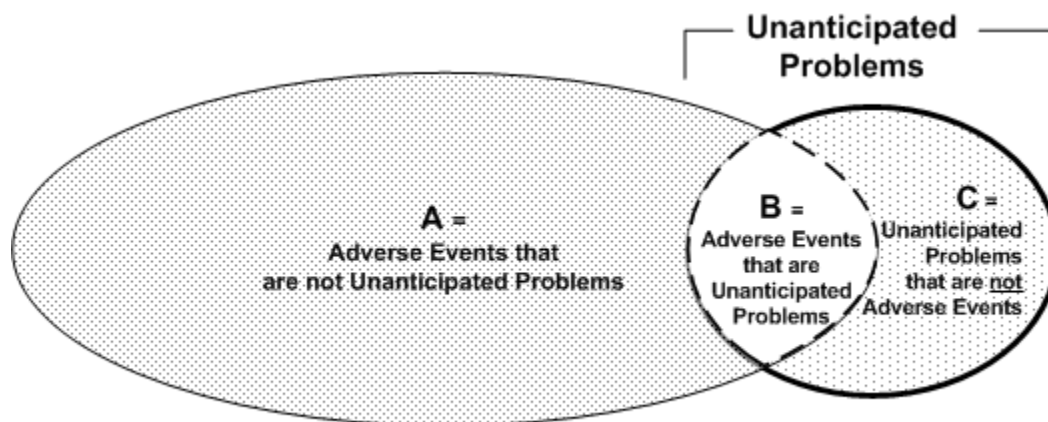 Unanticipated
Problems
A =
Adverse Events that
are not Unanticipated Problems
B =
Adverse Events
that are
Unanticipated
Problems
C =
Unanticipated
Problems
that are not
Adverse Events